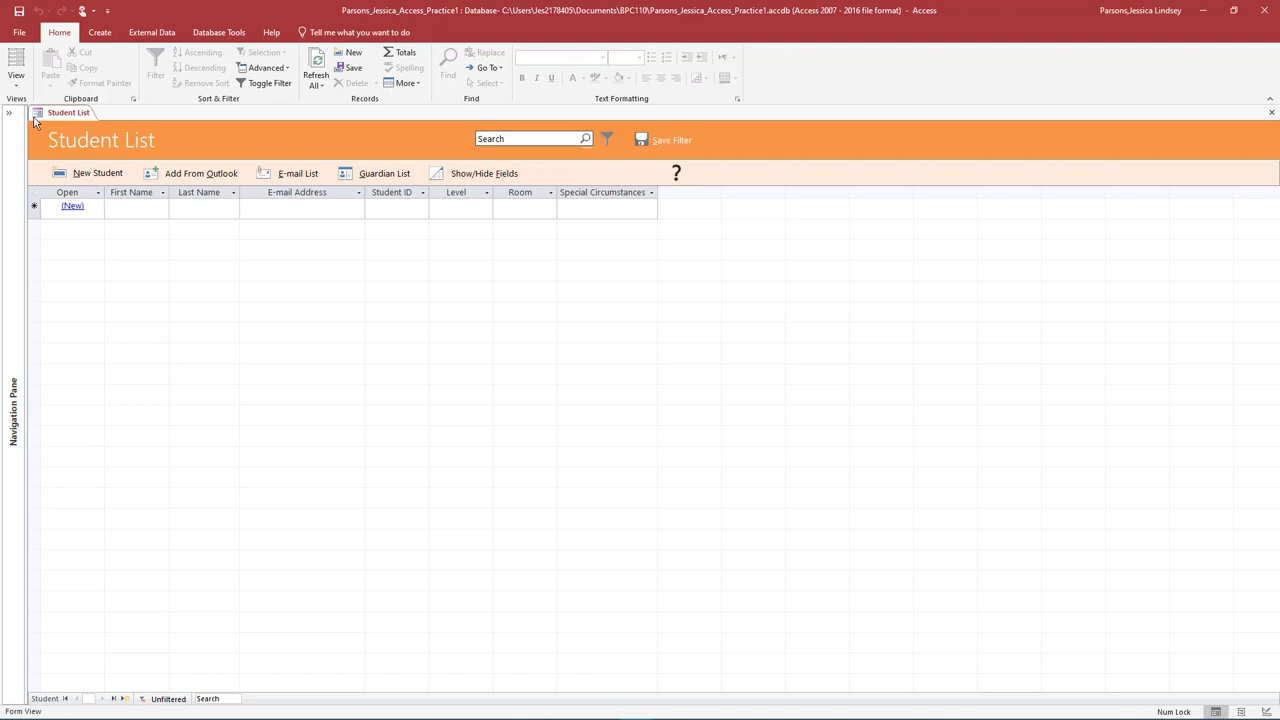 Parsons_Jessica_Access_Practice1 : Database- C:\Users\Jes2178405\Documents\BPC110\Parsons_Jessica_Access_Practice1.accdb (Access 2007 - 2016 file format) - Access
Parsons,Jessica Lindsey
File Home Create External Data Database Tools Help Tell me what you want to do
View
Views
Paste
Cut
Copy
Format Painter
Clipboard
Filter
Ascending
Descending
Remove Sort
Selection
Advanced
Toggle Filter
Sort & Filter
Refresh
All
New
Save
Delete
Totals
Spelling
More
Records
Find
Replace
Go To
Select
Find
B I U A
Text Formatting
Student List
Student List
Search
Save Filter
New Student Add From Outlook E-mail List Guardian List Show/Hide Fields ?
Open First Name Last Name E-mail Address Student ID Level Room Special Circumstances
(New)
Navigation Pane
Student Unfiltered Search
Form View Num Lock